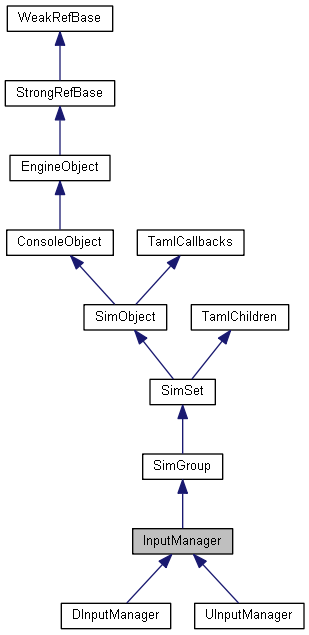 WeakRefBase
StrongRefBase
EngineObject
ConsoleObject
TamlCallbacks
SimObject
TamlChildren
SimSet
SimGroup
InputManager
DInputManager
UInputManager